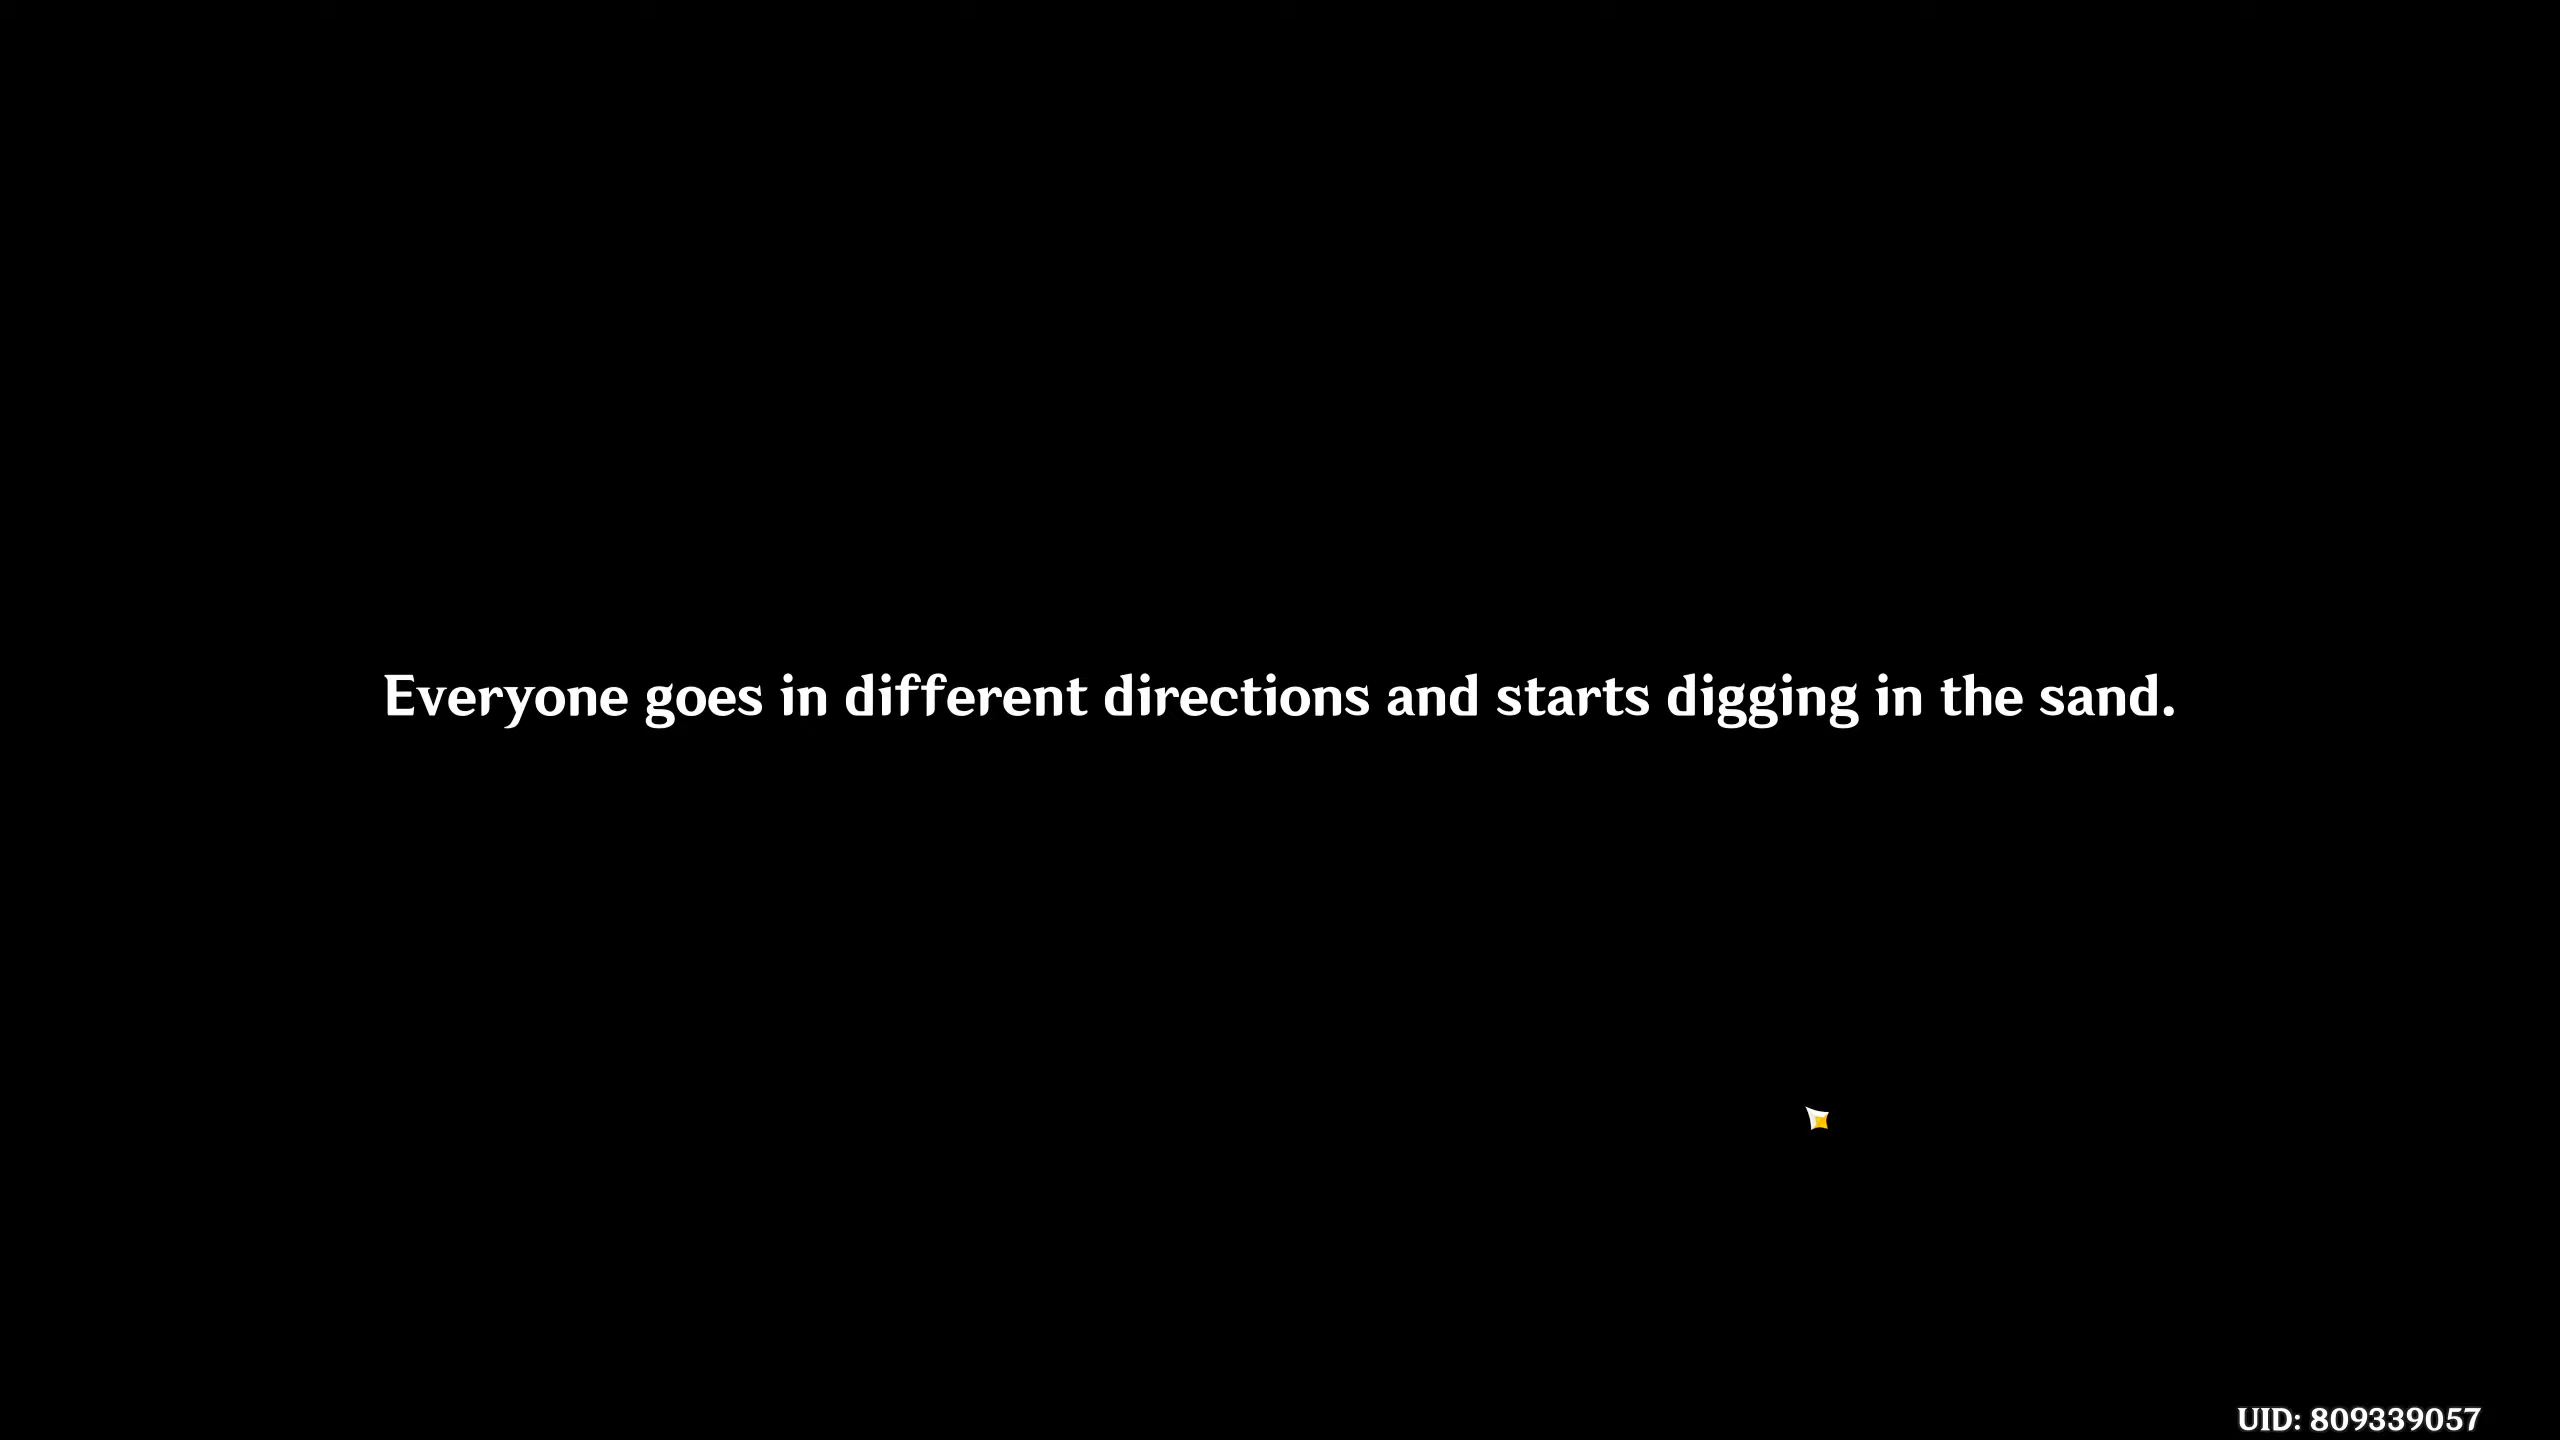 Everyone goes in different directions and starts digging in the sand.
UID: 809339057